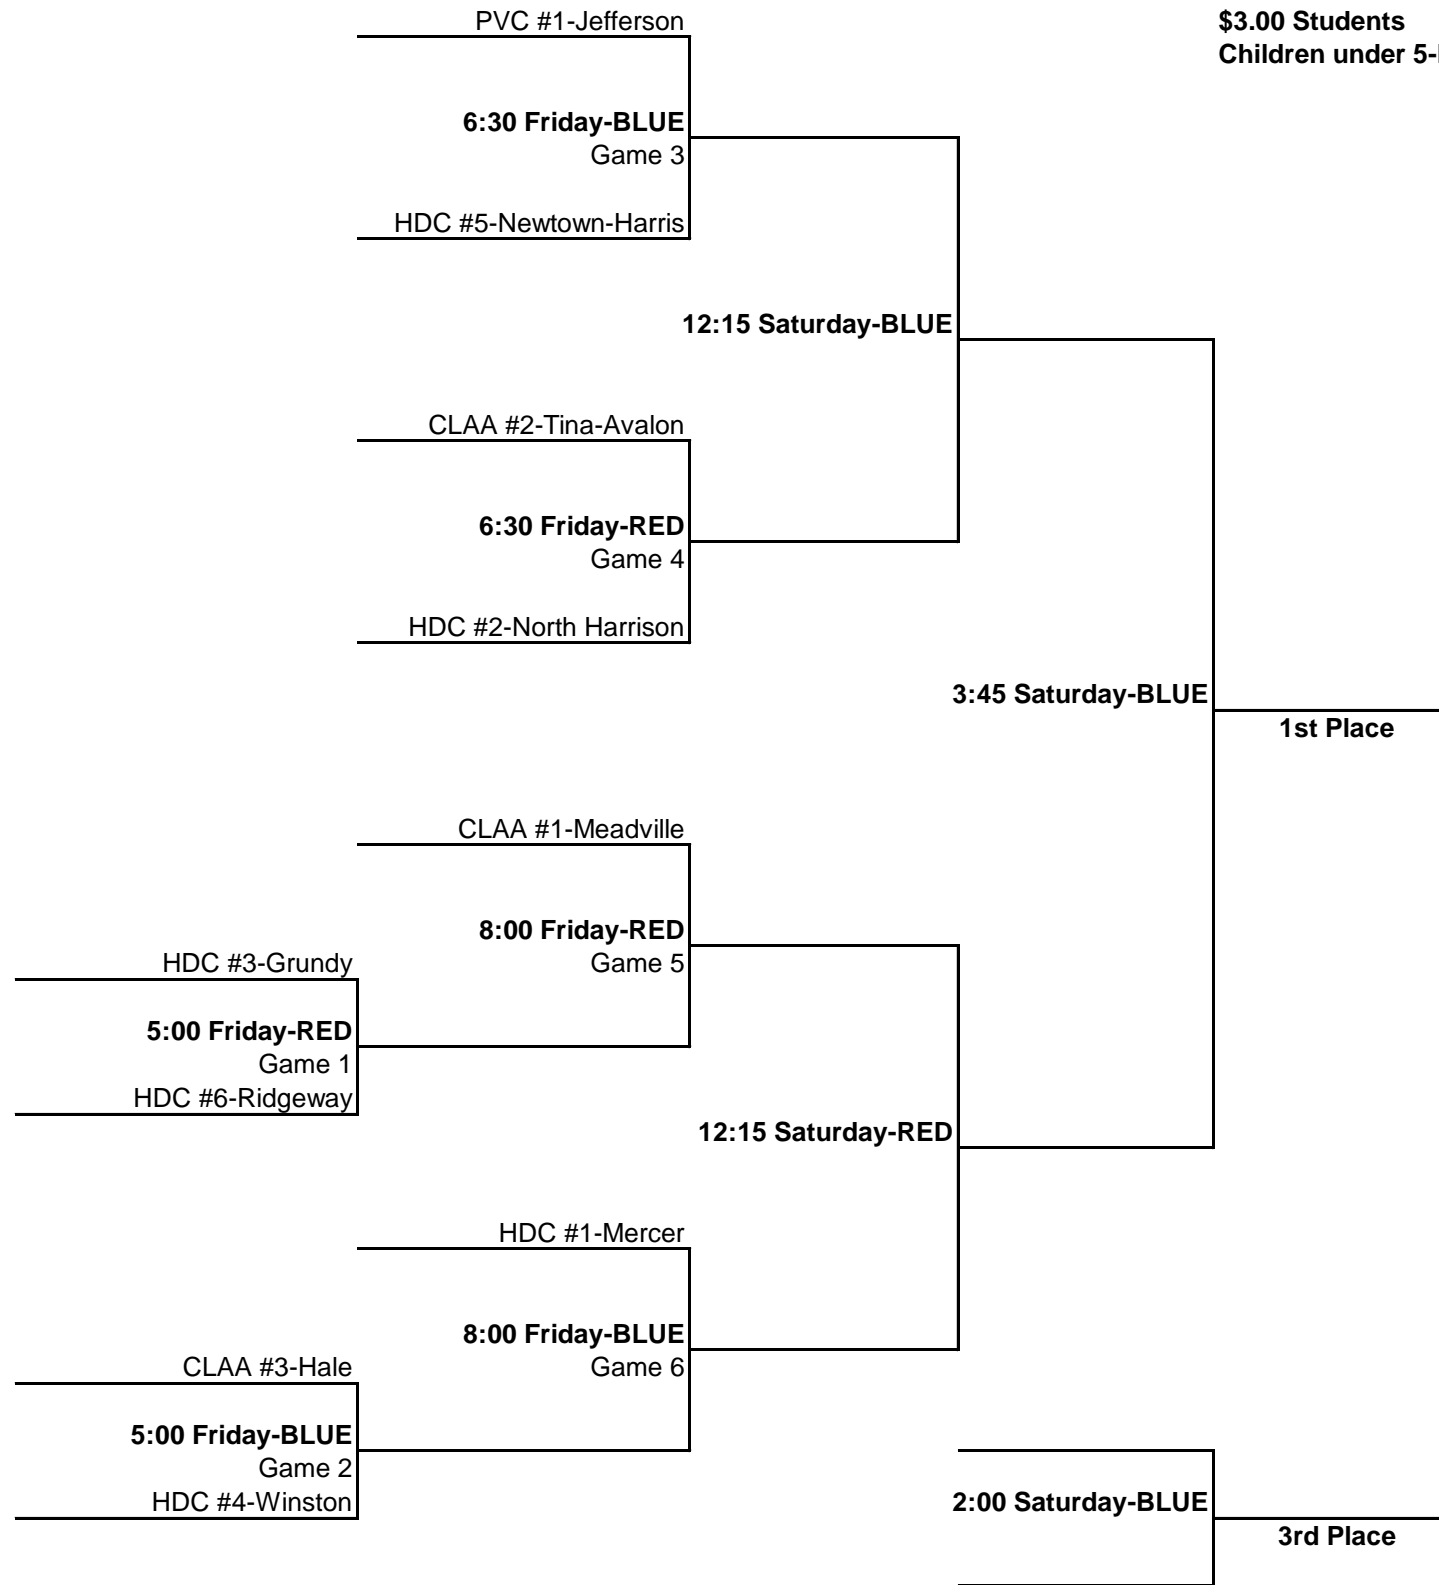 PVC #1-Jefferson
$3.00 Students
Children under 5-
6:30 Friday-BLUE
Game 3
HDC #5-Newtown-Harris
12:15 Saturday-BLUE
CLAA #2-Tina-Avalon
6:30 Friday-RED
Game 4
HDC #2-North Harrison
3:45 Saturday-BLUE
1st Place
CLAA #1-Meadville
8:00 Friday-RED
Game 5
HDC #3-Grundy
5:00 Friday-RED
Game 1
HDC #6-Ridgeway
12:15 Saturday-RED
HDC #1-Mercer
8:00 Friday-BLUE
Game 6
CLAA #3-Hale
5:00 Friday-BLUE
Game 2
HDC #4-Winston
2:00 Saturday-BLUE
3rd Place